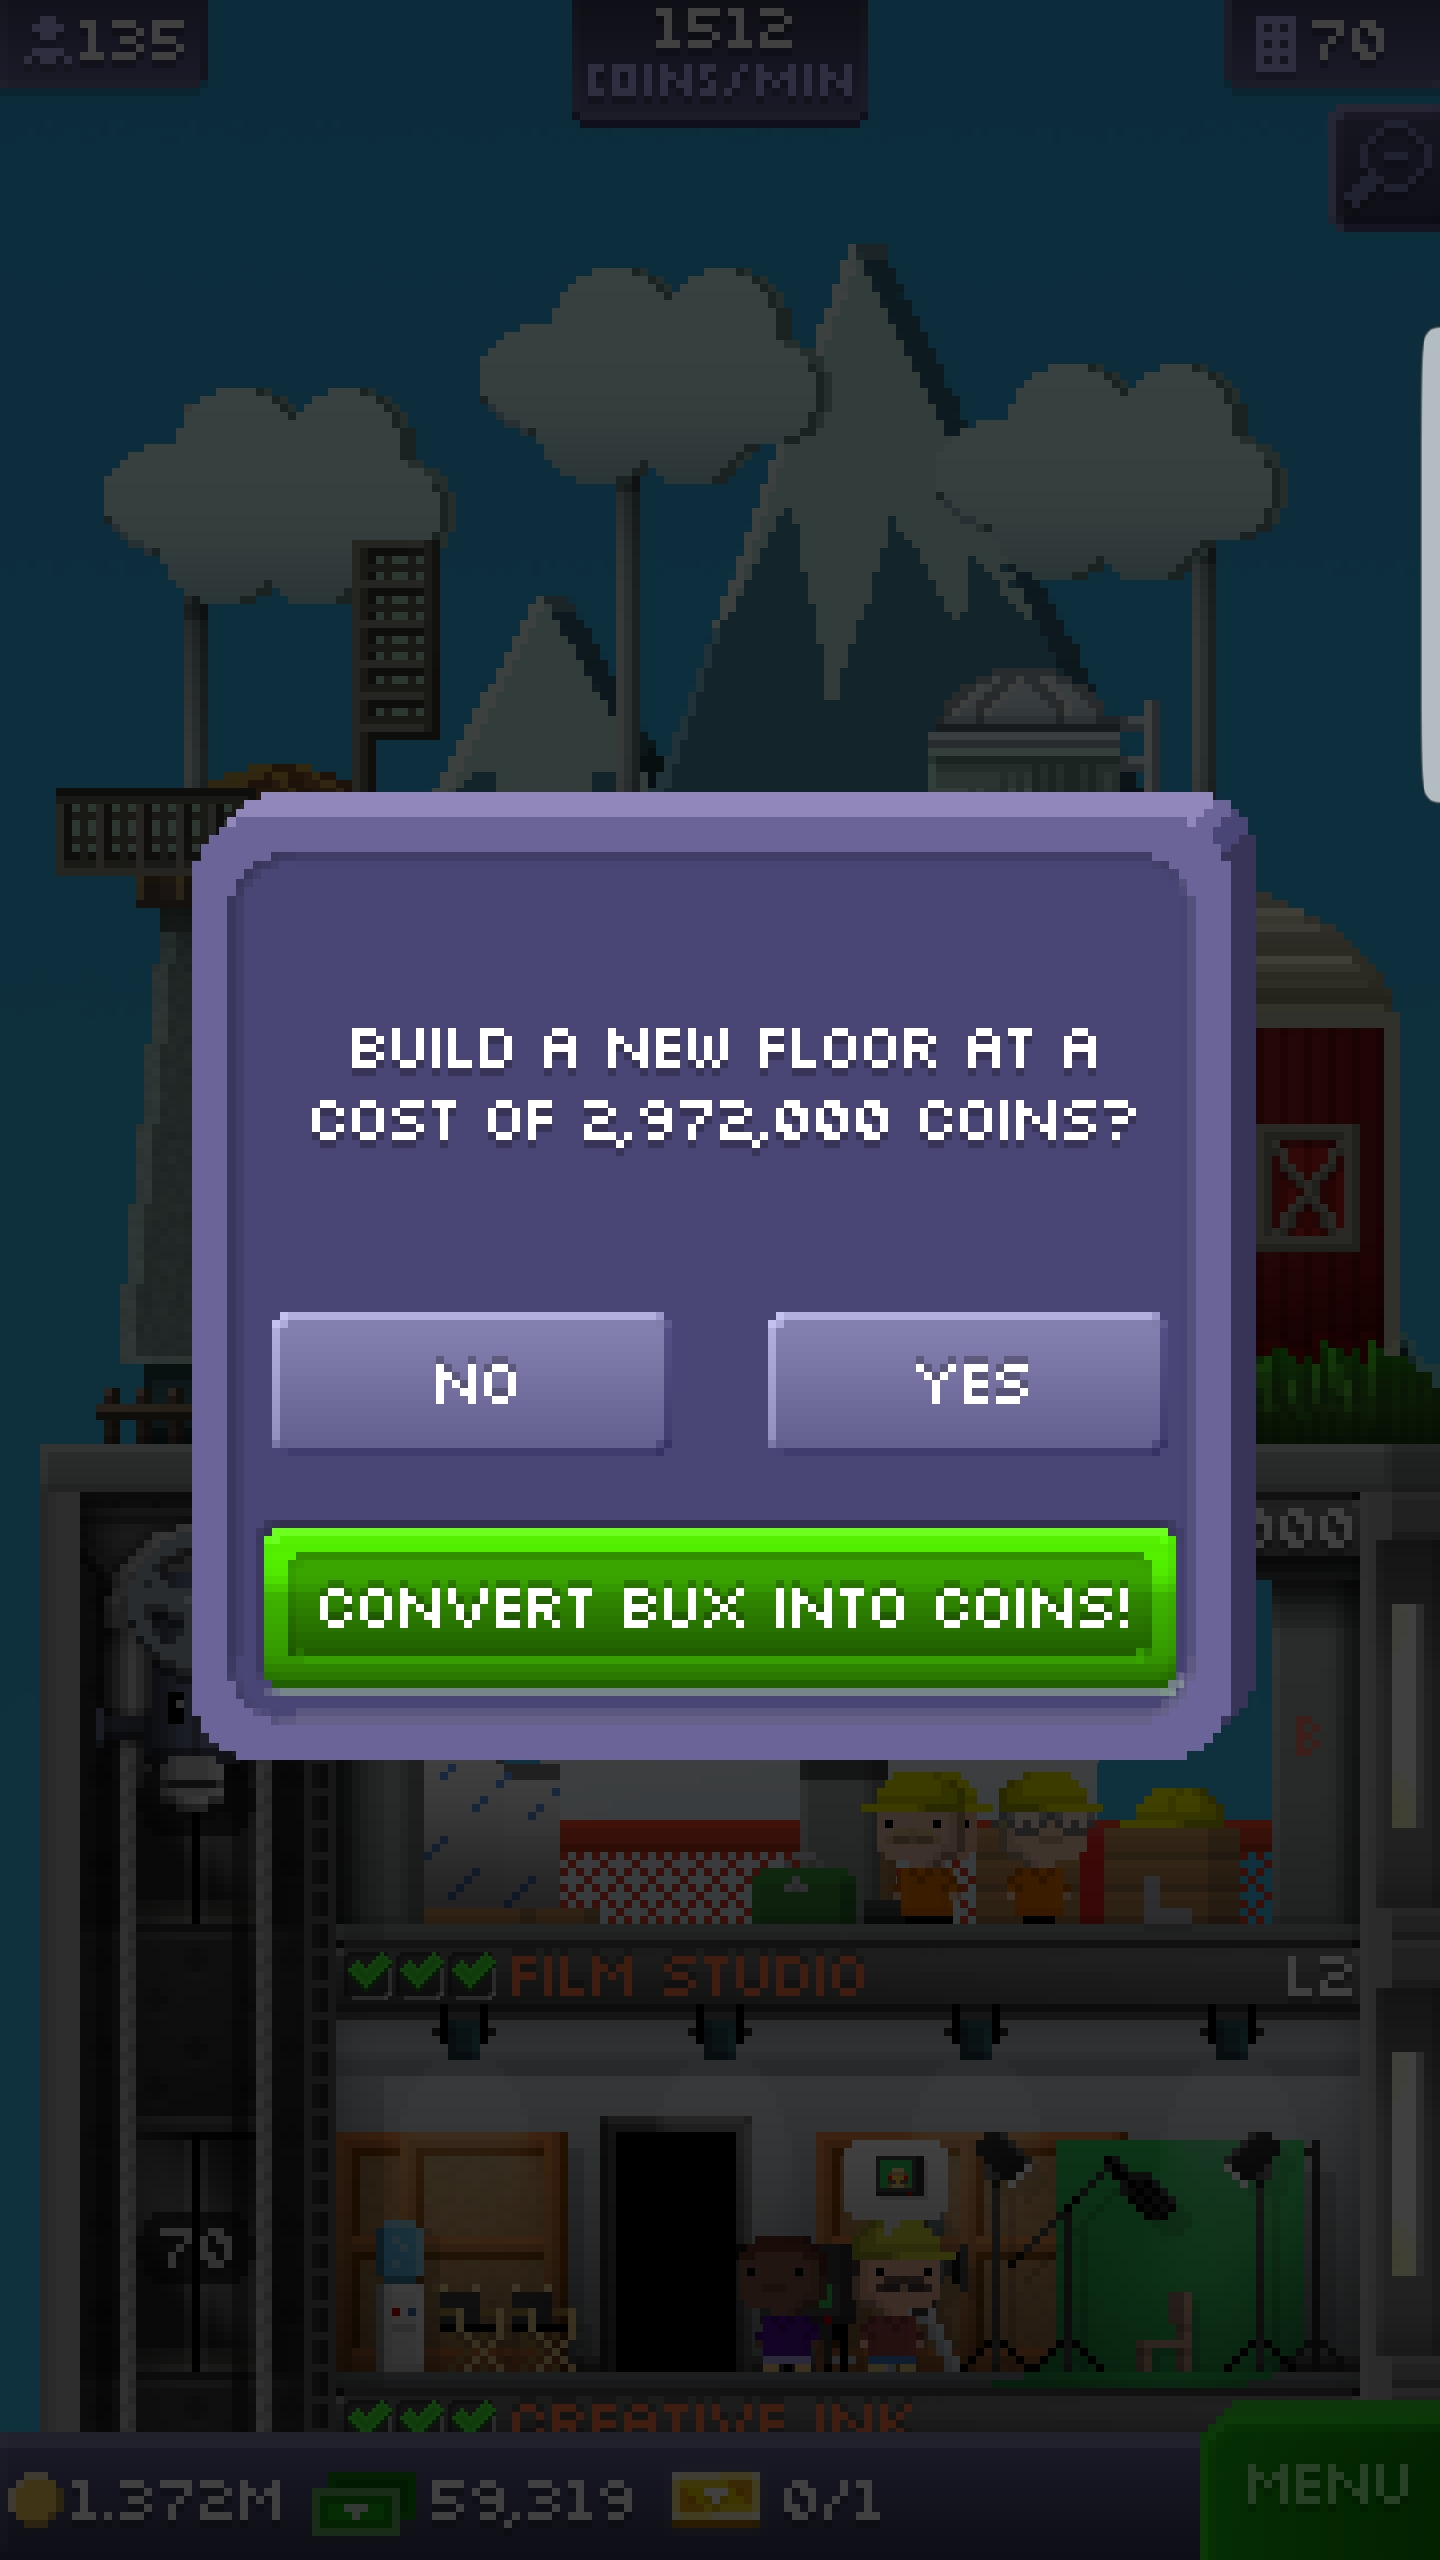 135
1512
COINS/MIN
70
BUILD A NEW FLOOR AT A
COST OF 2,972,000 COINS?
NO
YES
000
CONVERT BUX INTO COINS!
B
FILM STUDIO
L2
70
CREATIVE INK
1.372M
59,319
0/1
MENU